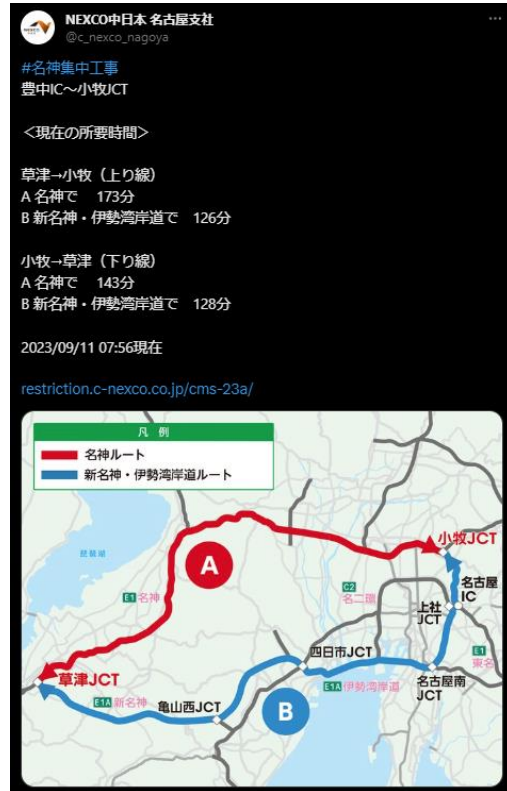 NEXCO中日本 名古屋支社
@c_nexco_nagoya
#名神集中工事
豊中IC～小牧JCT
＜現在の所要時間＞
草津→小牧（上り線）
A 名神で　173分
B 新名神・伊勢湾岸道で　126分
小牧→草津（下り線）
A 名神で　143分
B 新名神・伊勢湾岸道で　128分
2023/09/11 07:56現在
restriction.c-nexco.co.jp/cms-23a/
凡 例
名神ルート
新名神・伊勢湾岸道ルート
小牧JCT
A
琵琶湖
E1 名神
C2
名二環
名古屋
IC
上社
JCT
草津JCT
四日市JCT
E1
東名
E1A 新名神
亀山西JCT
B
E1A 伊勢湾岸道
名古屋南
JCT